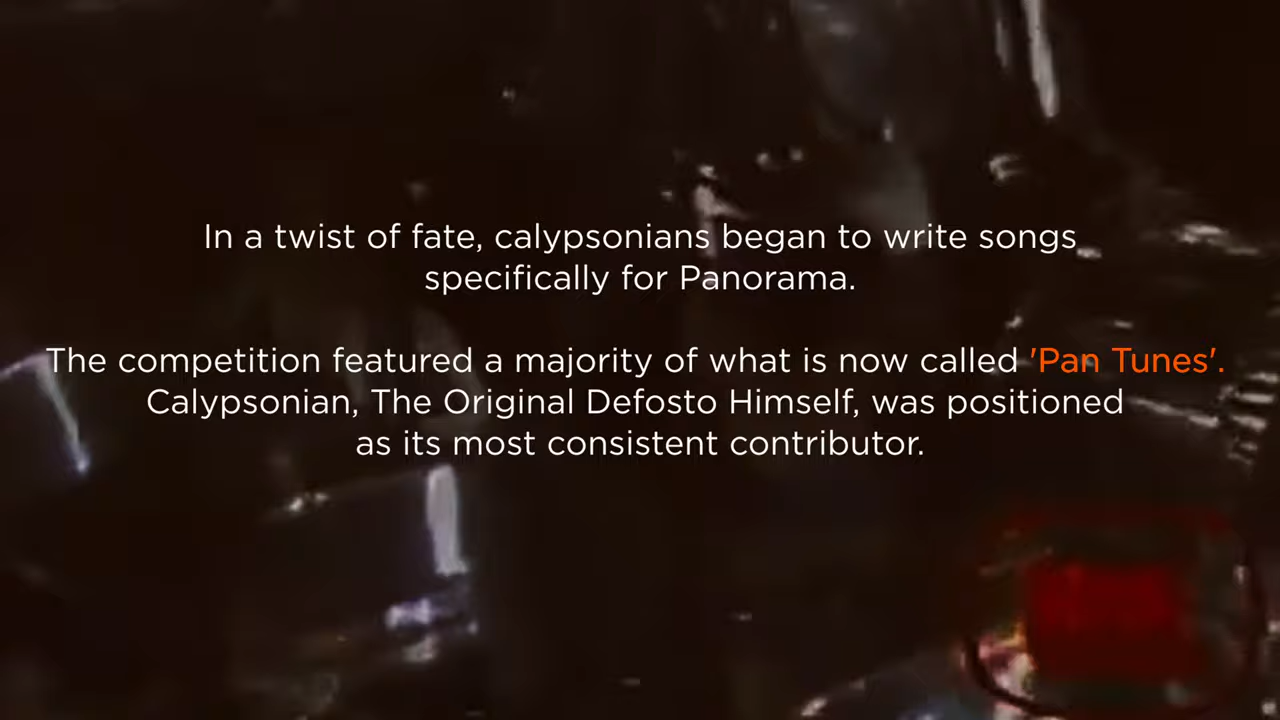 In a twist of fate, calypsonians began to write songs
specifically for Panorama.
The competition featured a majority of what is now called 'Pan Tunes'.
Calypsonian, The Original Defosto Himself, was positioned
as its most consistent contributor.